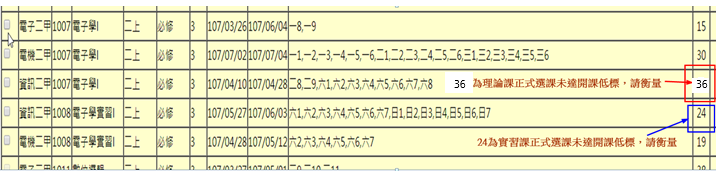 電子二甲 1007 電子學I 二上 必修 3 107/03/26 107/06/04 一8,一9 15
電機二甲 1007 電子學I 二上 必修 3 107/07/02 107/07/04 一1,一2,一3,一4,一5,一6,二1,二2,二3,二4,二5,二6,三1,三2,三3,三4,三5,三6 30
資訊二甲 1007 電子學I 二上 必修 3 107/04/10 107/04/28 二8,二9,六1,六2,六3,六4,六5,六6,六7,六8 36 為理論課正式選課未達開課低標，請衡量 36
資訊二甲 1008 電子學實習I 二上 必修 3 107/05/27 107/06/03 六1,六2,六3,六4,六5,六6,六7,日1,日2,日3,日4,日5,日6,日7 24
電機二甲 1008 電子學實習I 二上 必修 3 107/04/28 107/05/12 六2,六3,六4,六5,六6,六7 24為實習課正式選課未達開課低標，請衡量 19